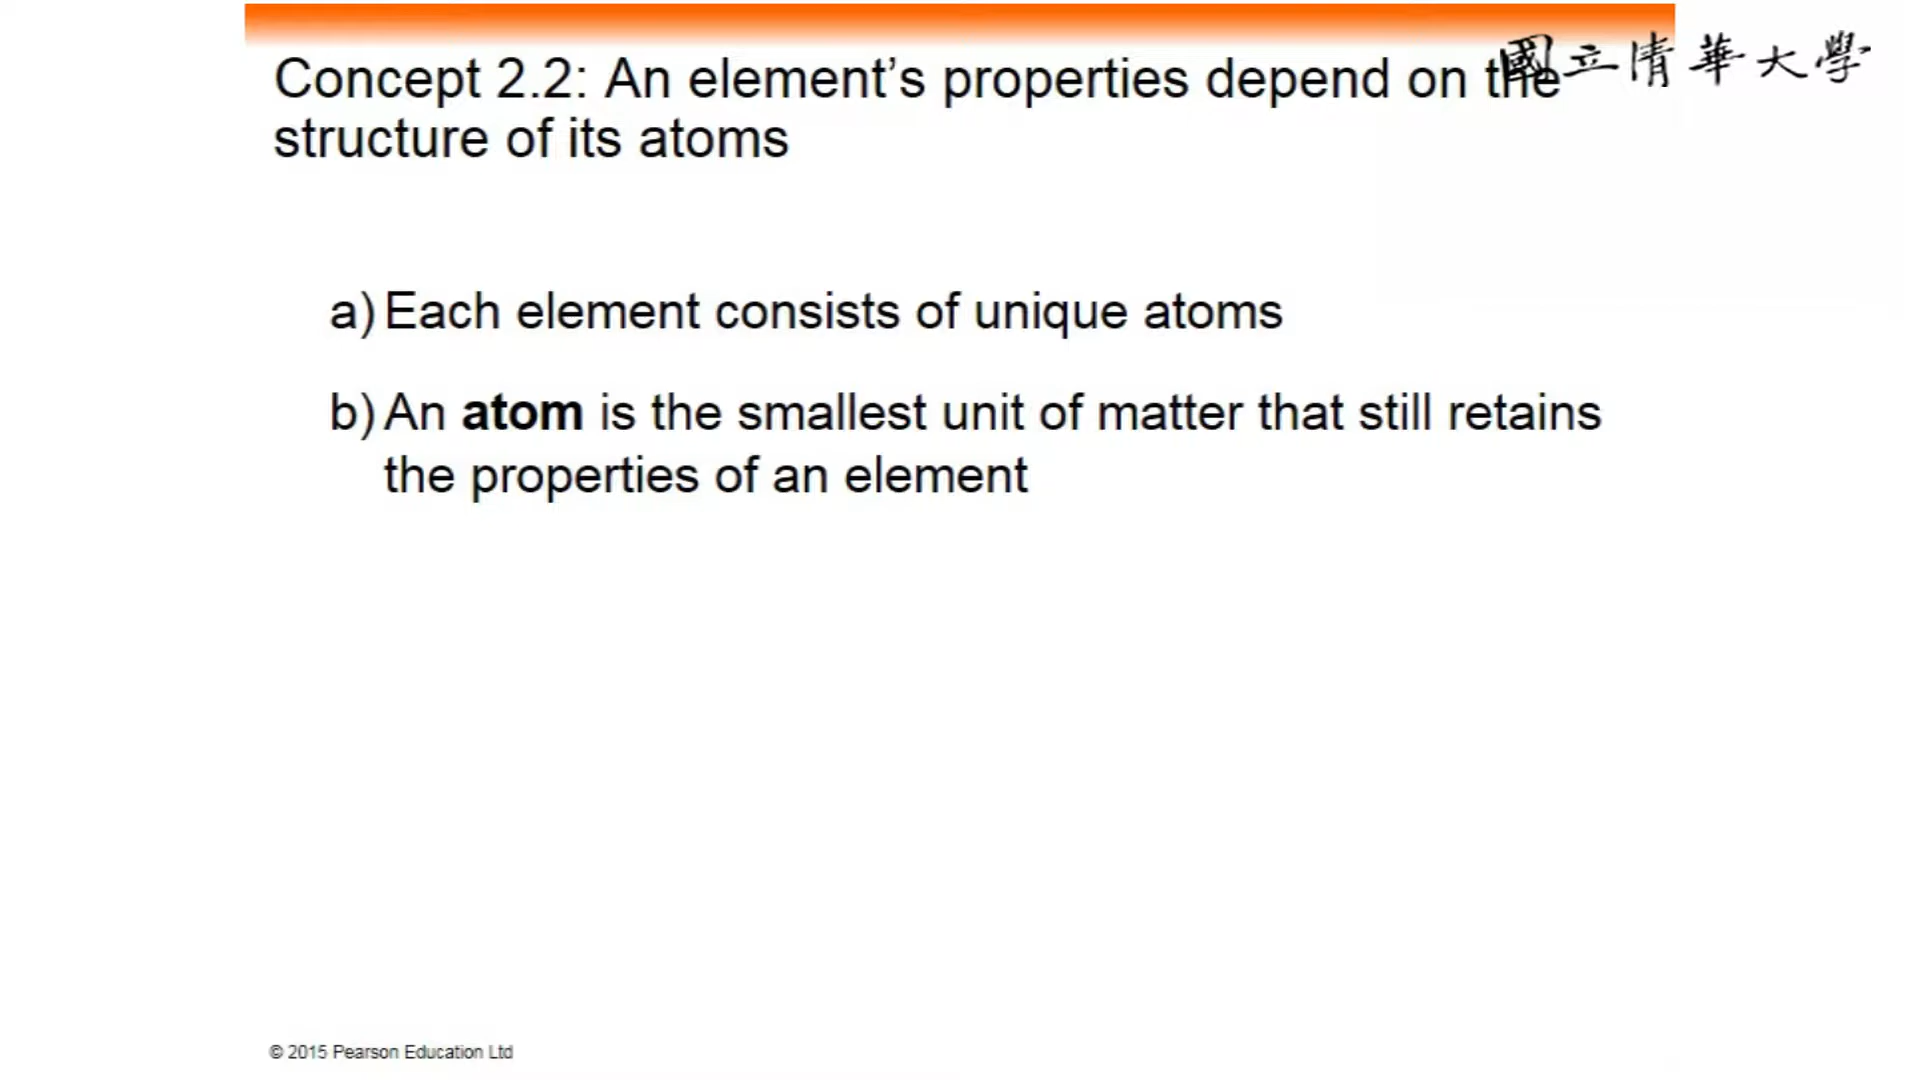 國立清華大學
Concept 2.2: An element’s properties depend on the
structure of its atoms
a) Each element consists of unique atoms
b) An atom is the smallest unit of matter that still retains
the properties of an element
© 2015 Pearson Education Ltd